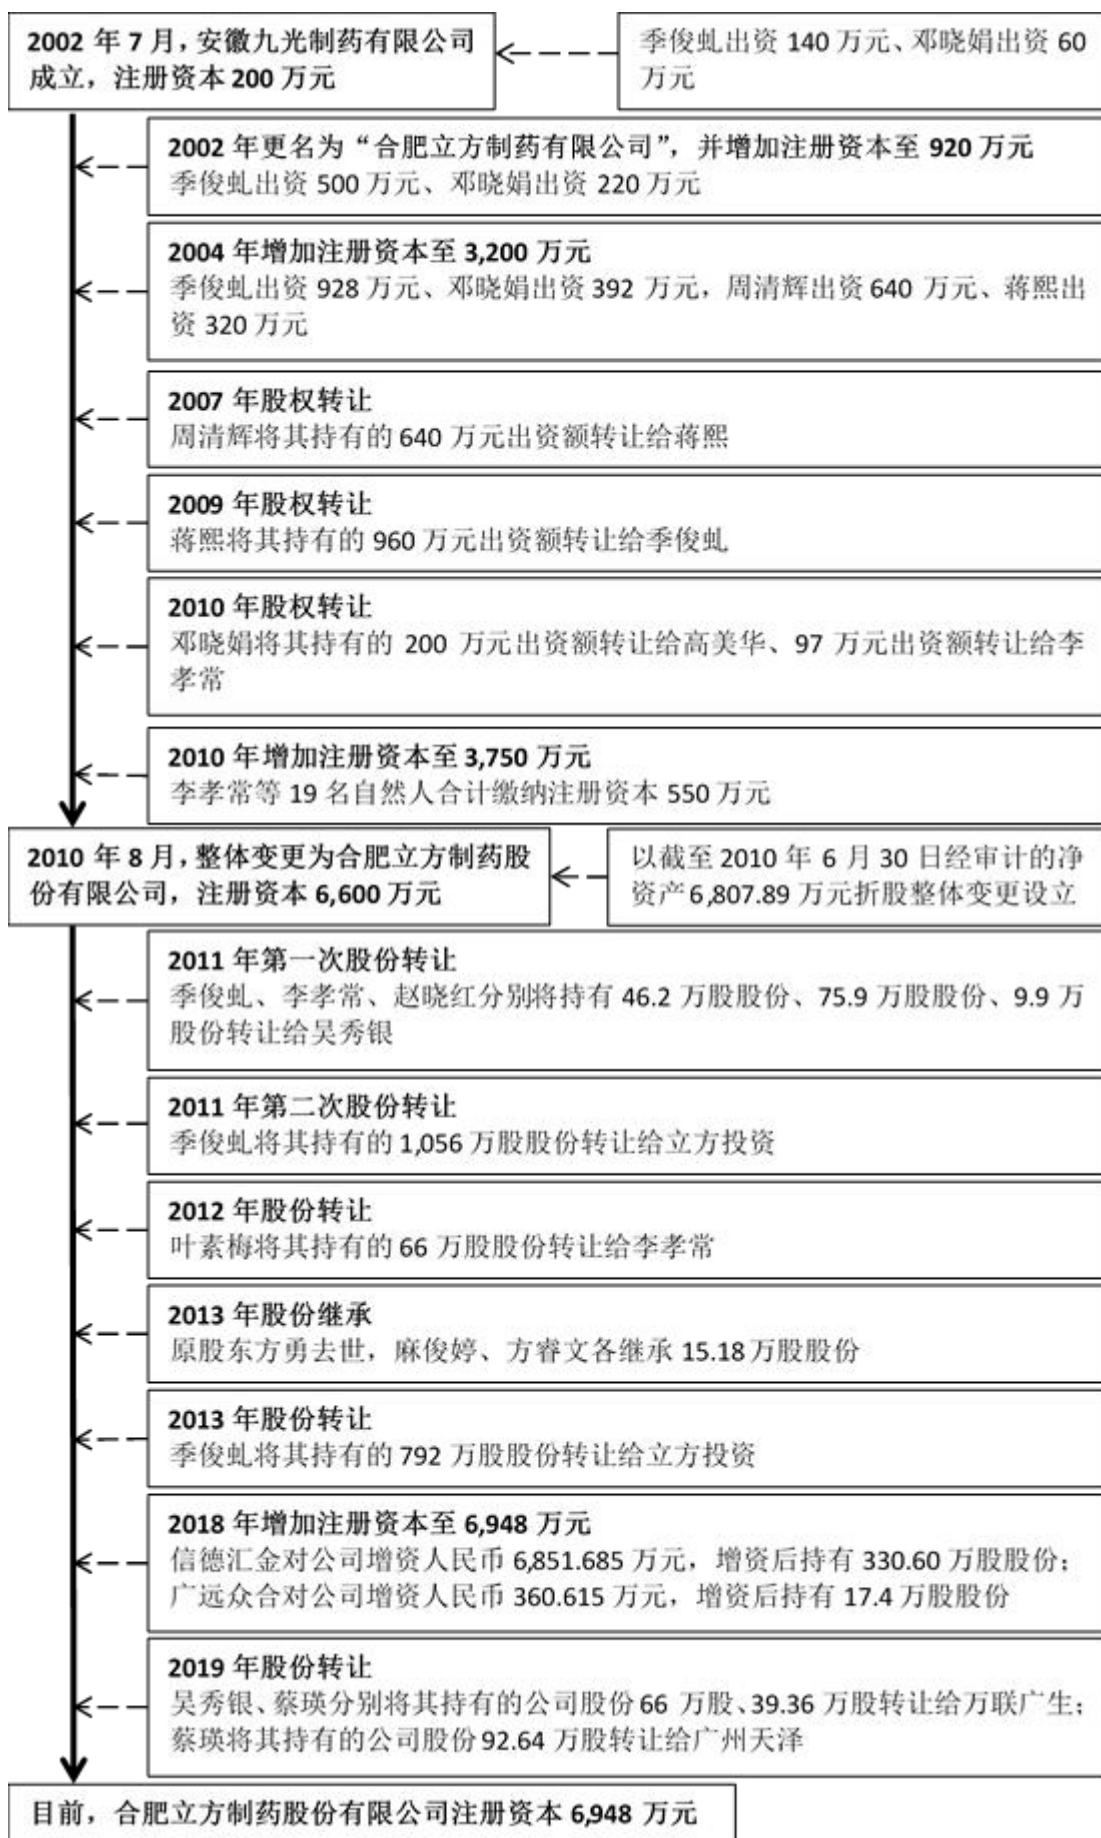 2002 年 7 月，安徽九光制药有限公司
成立，注册资本 200 万元
季俊虬出资 140 万元、邓晓娟出资 60
万元
2002 年更名为“合肥立方制药有限公司”，并增加注册资本至 920 万元
季俊虬出资 500 万元、邓晓娟出资 220 万元
2004 年增加注册资本至 3,200 万元
季俊虬出资 928 万元、邓晓娟出资 392 万元，周清辉出资 640 万元、蒋熙出
资 320 万元
2007 年股权转让
周清辉将其持有的 640 万元出资额转让给蒋熙
2009 年股权转让
蒋熙将其持有的 960 万元出资额转让给季俊虬
2010 年股权转让
邓晓娟将其持有的 200 万元出资额转让给高美华、97 万元出资额转让给李
孝常
2010 年增加注册资本至 3,750 万元
李孝常等 19 名自然人合计缴纳注册资本 550 万元
2010 年 8 月，整体变更为合肥立方制药股
份有限公司，注册资本 6,600 万元
以截至 2010 年 6 月 30 日经审计的净
资产 6,807.89 万元折股整体变更设立
2011 年第一次股份转让
季俊虬、李孝常、赵晓红分别将持有 46.2 万股股份、75.9 万股股份、9.9 万
股份转让给吴秀银
2011 年第二次股份转让
季俊虬将其持有的 1,056 万股股份转让给立方投资
2012 年股份转让
叶素梅将其持有的 66 万股股份转让给李孝常
2013 年股份继承
原股东方勇去世，麻俊婷、方睿文各继承 15.18 万股股份
2013 年股份转让
季俊虬将其持有的 792 万股股份转让给立方投资
2018 年增加注册资本至 6,948 万元
信德汇金对公司增资人民币 6,851.685 万元，增资后持有 330.60 万股股份；
广远众合对公司增资人民币 360.615 万元，增资后持有 17.4 万股股份
2019 年股份转让
吴秀银、蔡瑛分别将其持有的公司股份 66 万股、39.36 万股转让给万联广生；
蔡瑛将其持有的公司股份 92.64 万股转让给广州天泽
目前，合肥立方制药股份有限公司注册资本 6,948 万元